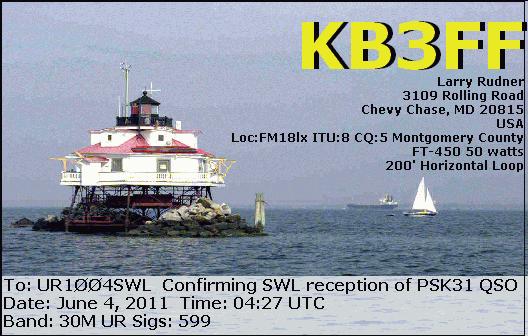 KB3FF
Larry Rudner
3109 Rolling Road
Chevy Chase, MD 20815
USA
Loc:FM18lx ITU:8 CQ:5 Montgomery County
FT-450 50 watts
200' Horizontal Loop
To: UR1ØØ4SWL Confirming SWL reception of PSK31 QSO
Date: June 4, 2011 Time: 04:27 UTC
Band: 30M UR Sigs: 599